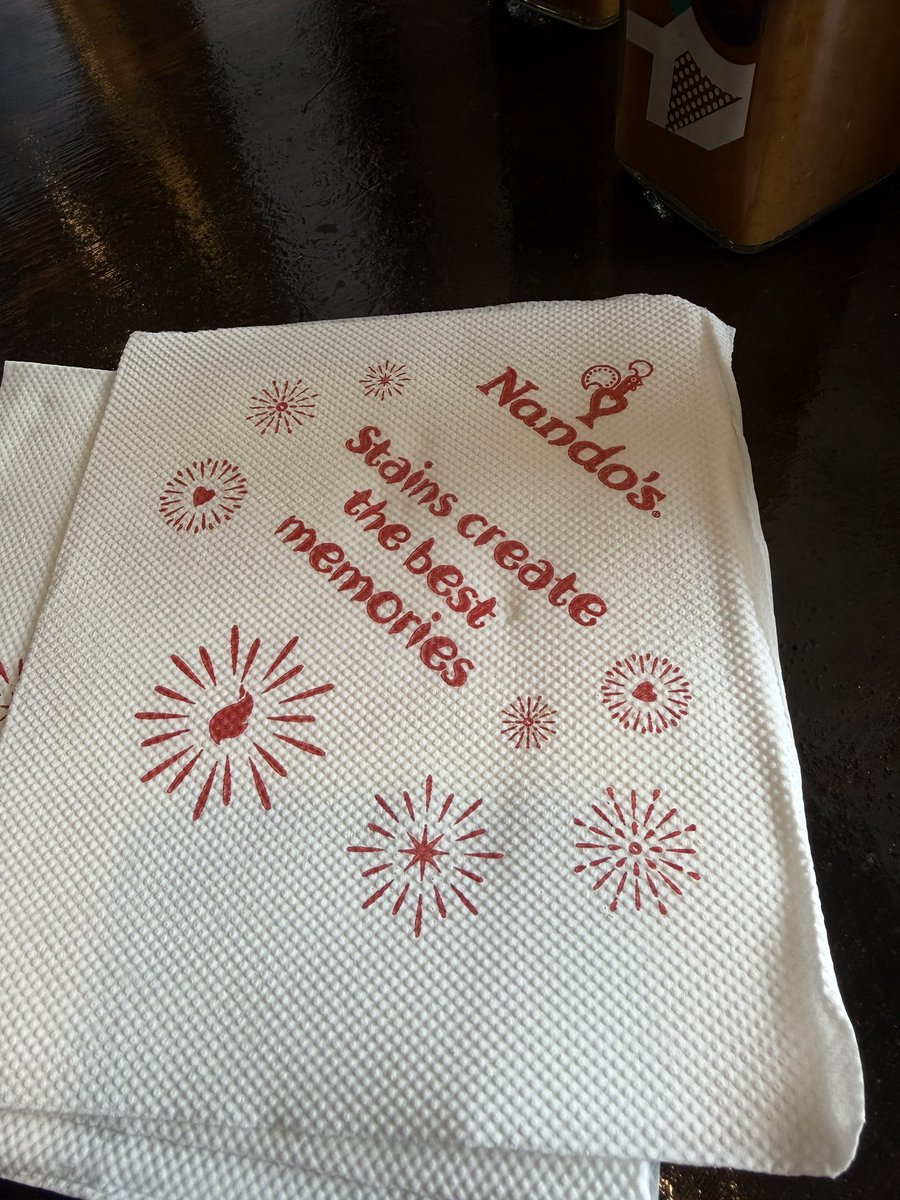 Nando's.
Stains create
the best
memories